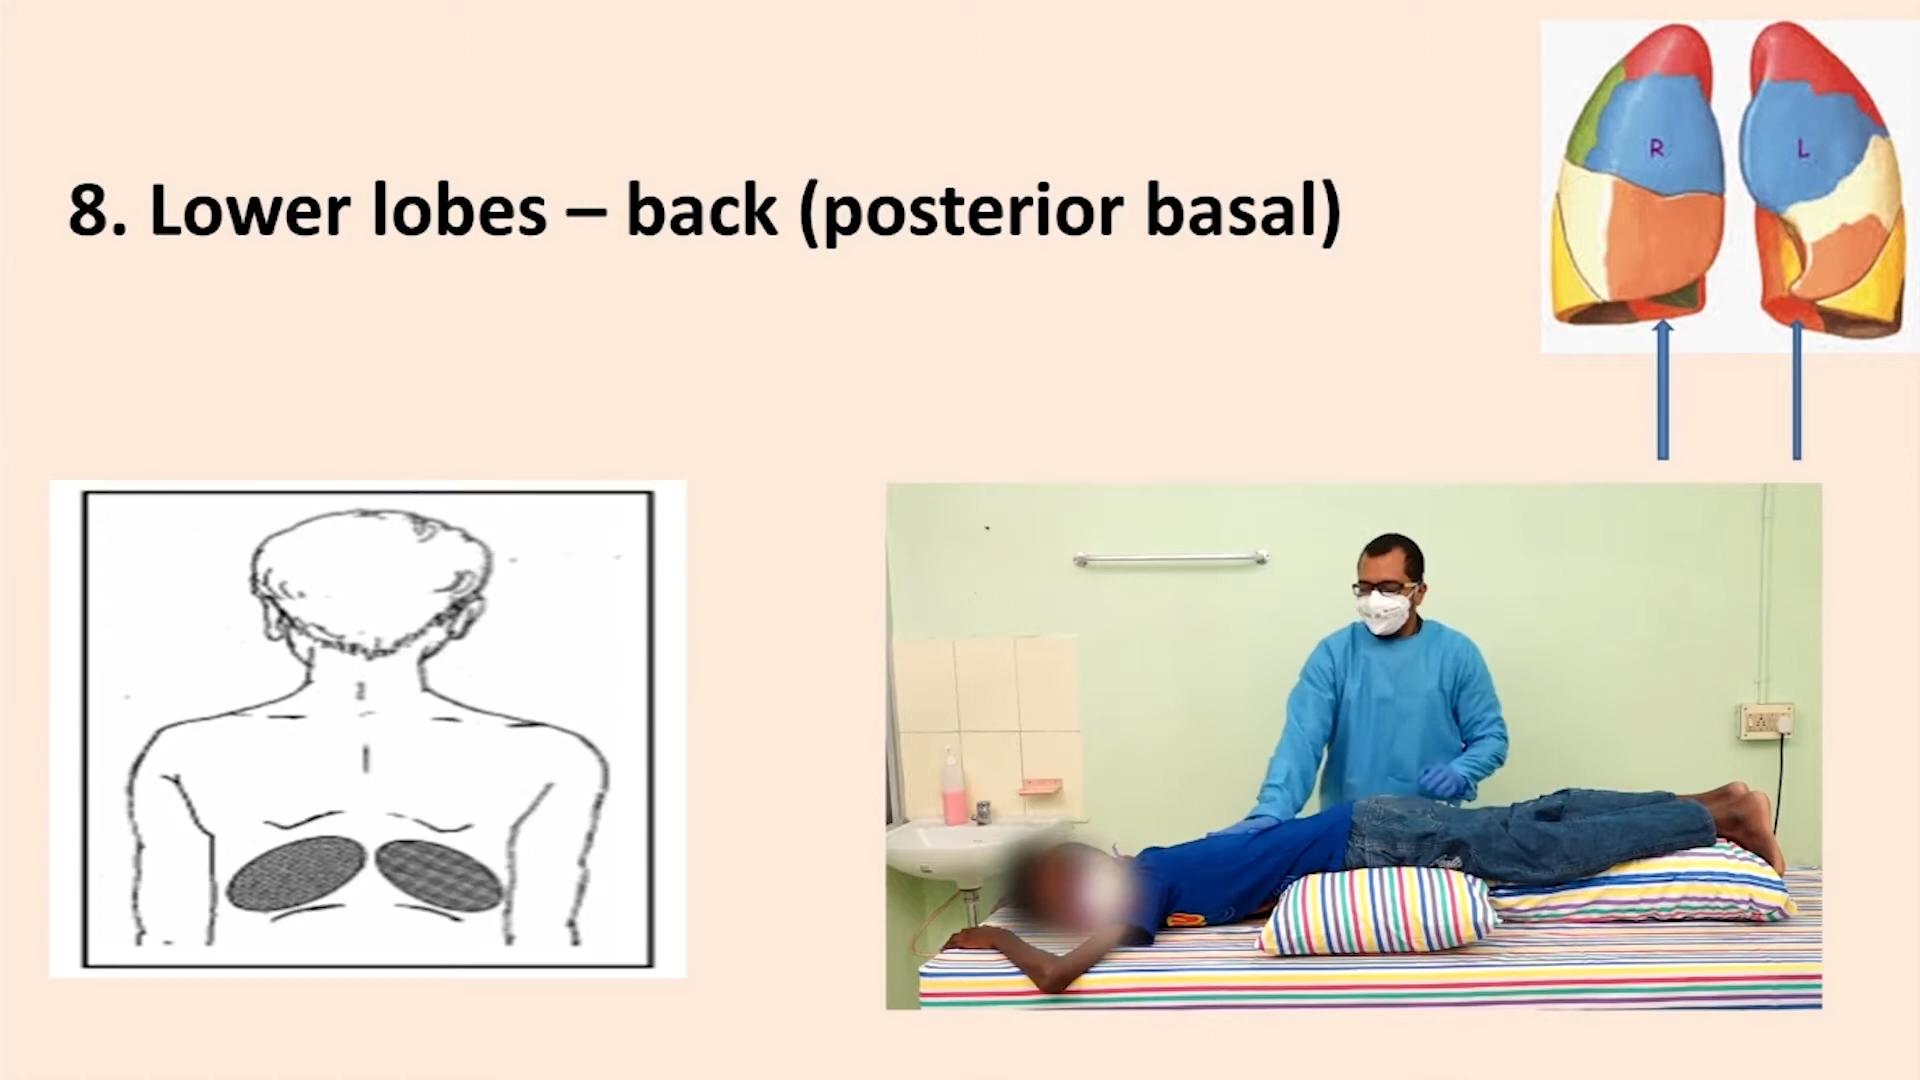 8. Lower lobes – back (posterior basal)
R
L